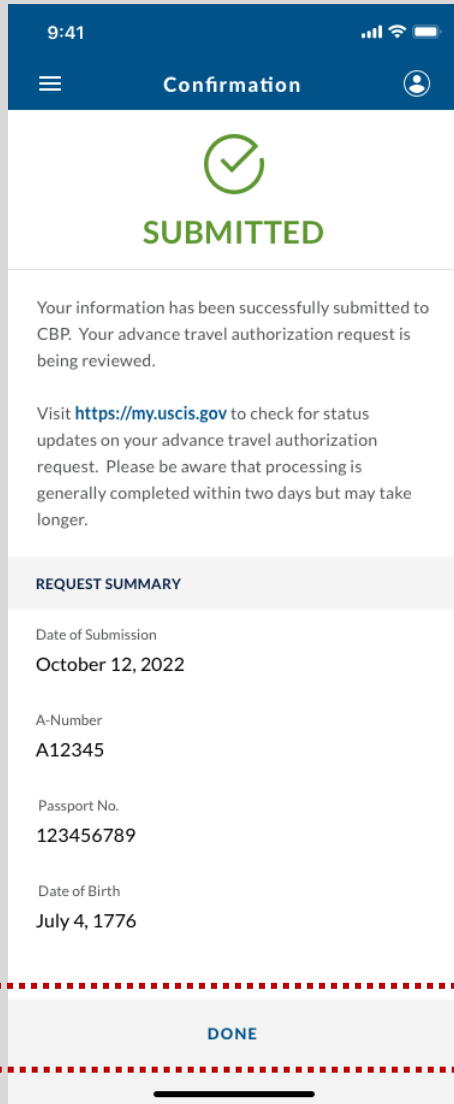 9:41
Confirmation
SUBMITTED
Your information has been successfully submitted to
CBP.  Your advance travel authorization request is
being reviewed.
Visit https://my.uscis.gov to check for status
updates on your advance travel authorization
request.  Please be aware that processing is
generally completed within two days but may take
longer.
REQUEST SUMMARY
Date of Submission
October 12, 2022
A-Number
A12345
Passport No.
123456789
Date of Birth
July 4, 1776
DONE